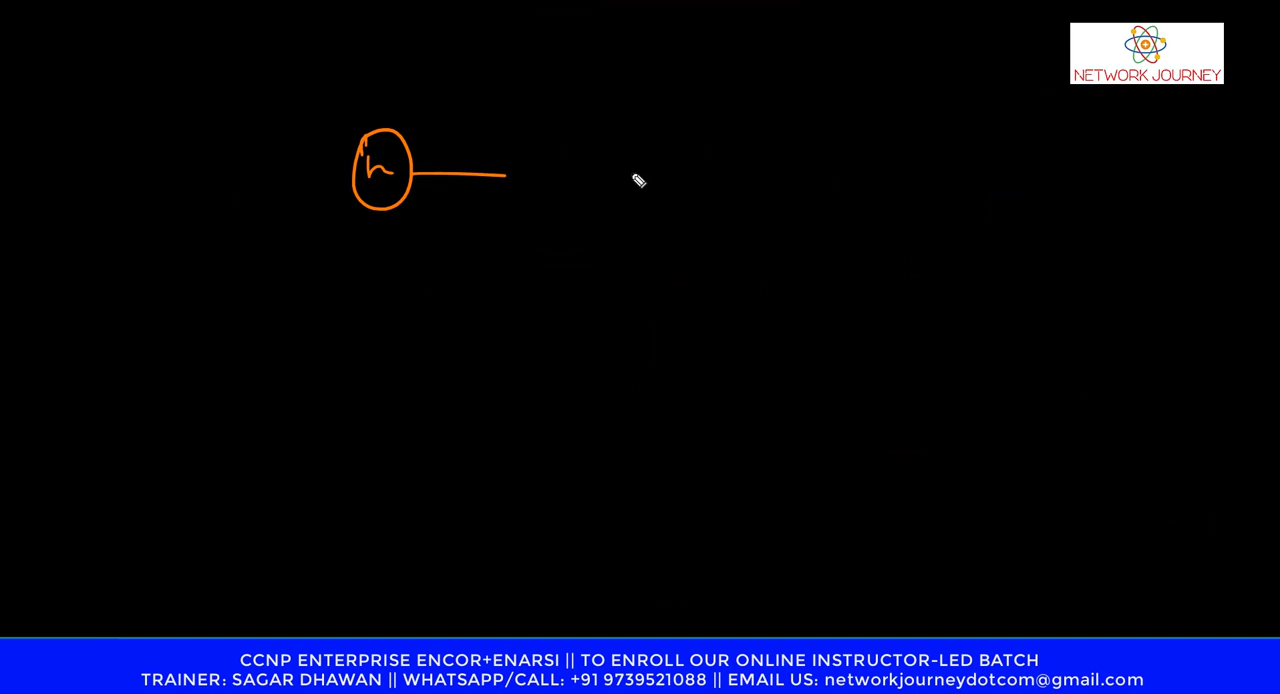 NETWORK JOURNEY
h
CCNP ENTERPRISE ENCOR+ENARSI || TO ENROLL OUR ONLINE INSTRUCTOR-LED BATCH
TRAINER: SAGAR DHAWAN || WHATSAPP/CALL: +91 9739521088 || EMAIL US: networkjourneydotcom@gmail.com